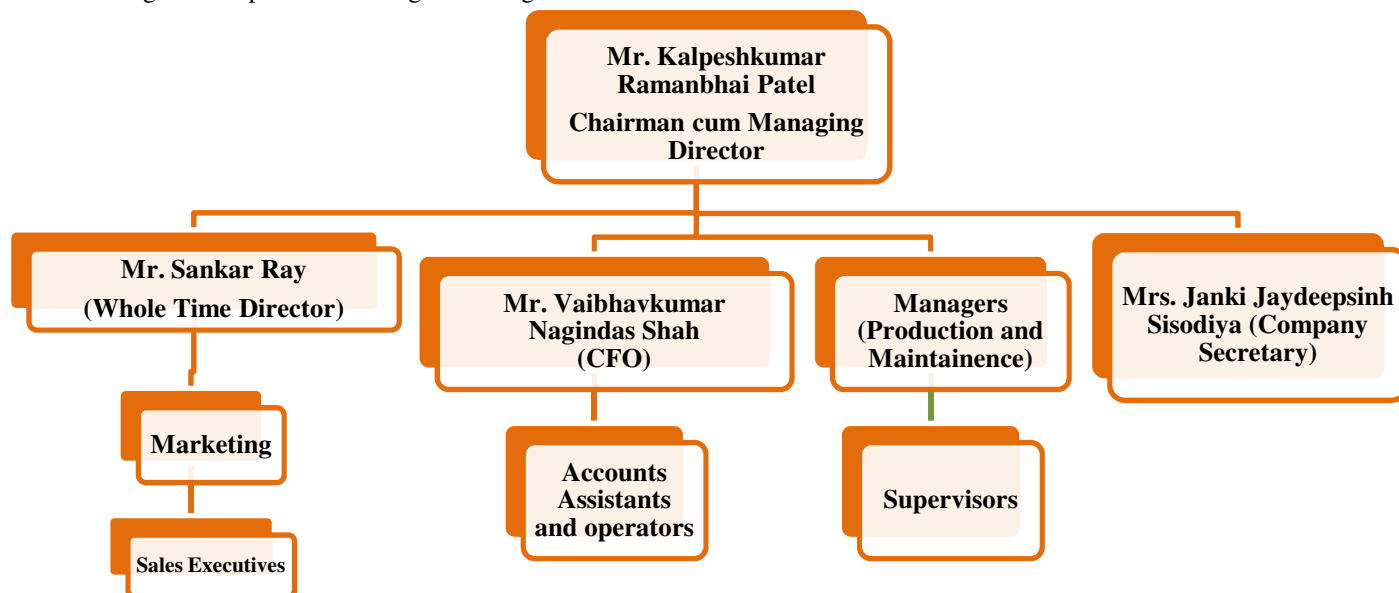 Mr. Kalpeshkumar
Ramanbhai Patel
Chairman cum Managing
Director
Mr. Sankar Ray
(Whole Time Director)
Mr. Vaibhavkumar
Nagindas Shah
(CFO)
Managers
(Production and
Maintainence)
Mrs. Janki Jaydeepsinh
Sisodiya (Company
Secretary)
Marketing
Accounts
Assistants
and operators
Supervisors
Sales Executives